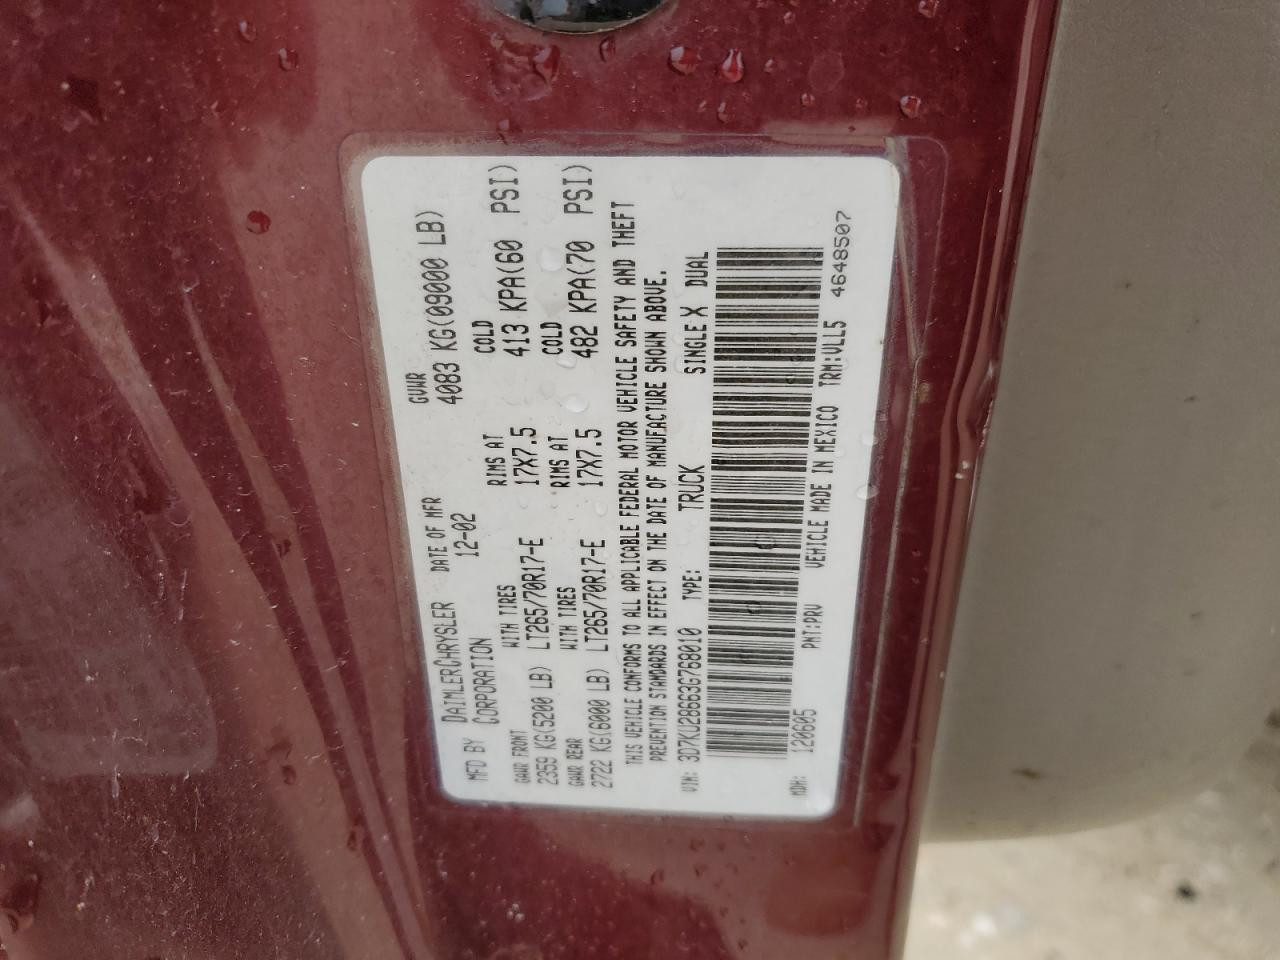 MFD BY DAIMLERCHRYSLER CORPORATION DATE OF MFR 12-02 GVWR 4083 KG(09000 LB)
GAWR FRONT WITH TIRES RIMS AT COLD
2359 KG(5200 LB) LT265/70R17-E 17X7.5 413 KPA(60 PSI)
GAWR REAR WITH TIRES RIMS AT COLD
2722 KG(6000 LB) LT265/70R17-E 17X7.5 482 KPA(70 PSI)
THIS VEHICLE CONFORMS TO ALL APPLICABLE FEDERAL MOTOR VEHICLE SAFETY AND THEFT
PREVENTION STANDARDS IN EFFECT ON THE DATE OF MANUFACTURE SHOWN ABOVE.
VIN: 3D7KU28663G768010 TYPE: TRUCK SINGLE X DUAL
MDH: 120605 PNT:PRV VEHICLE MADE IN MEXICO TRM:VLL5 4648507